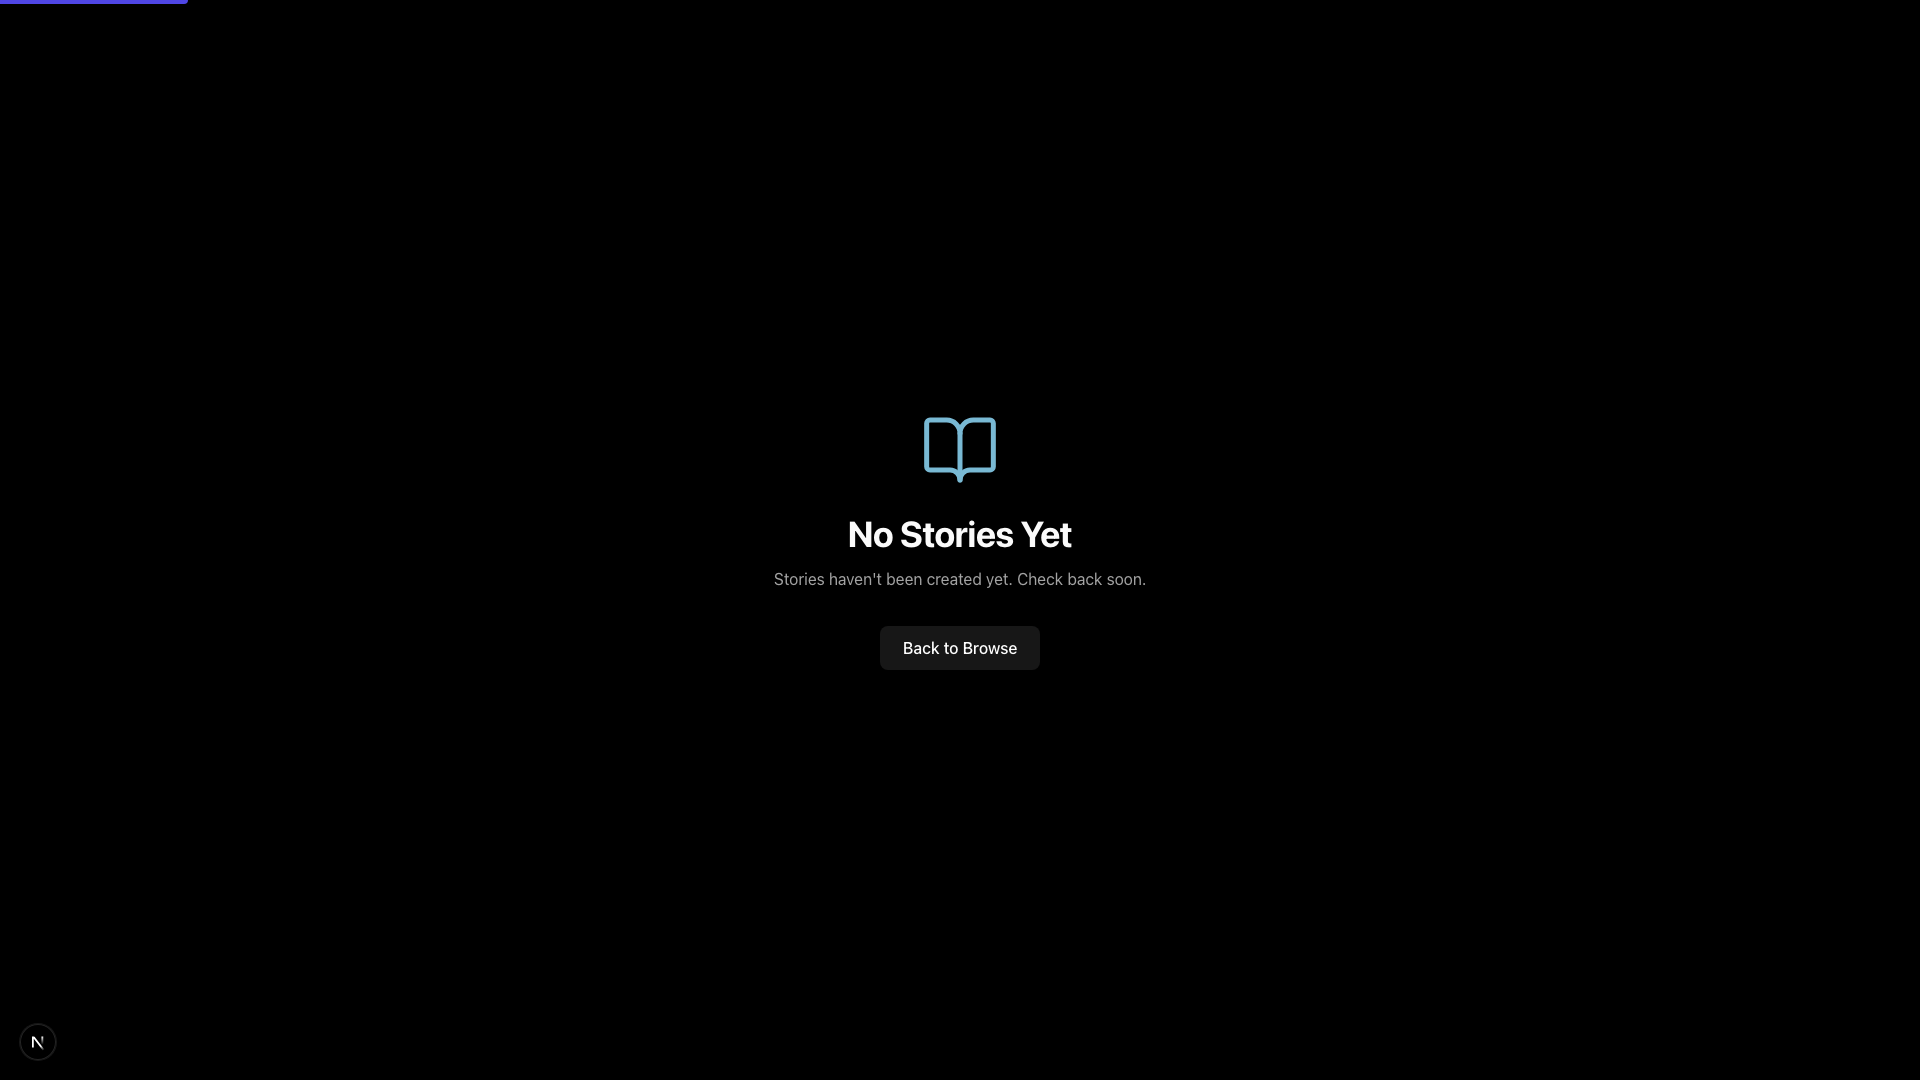 No Stories Yet
Stories haven't been created yet. Check back soon.
Back to Browse
N